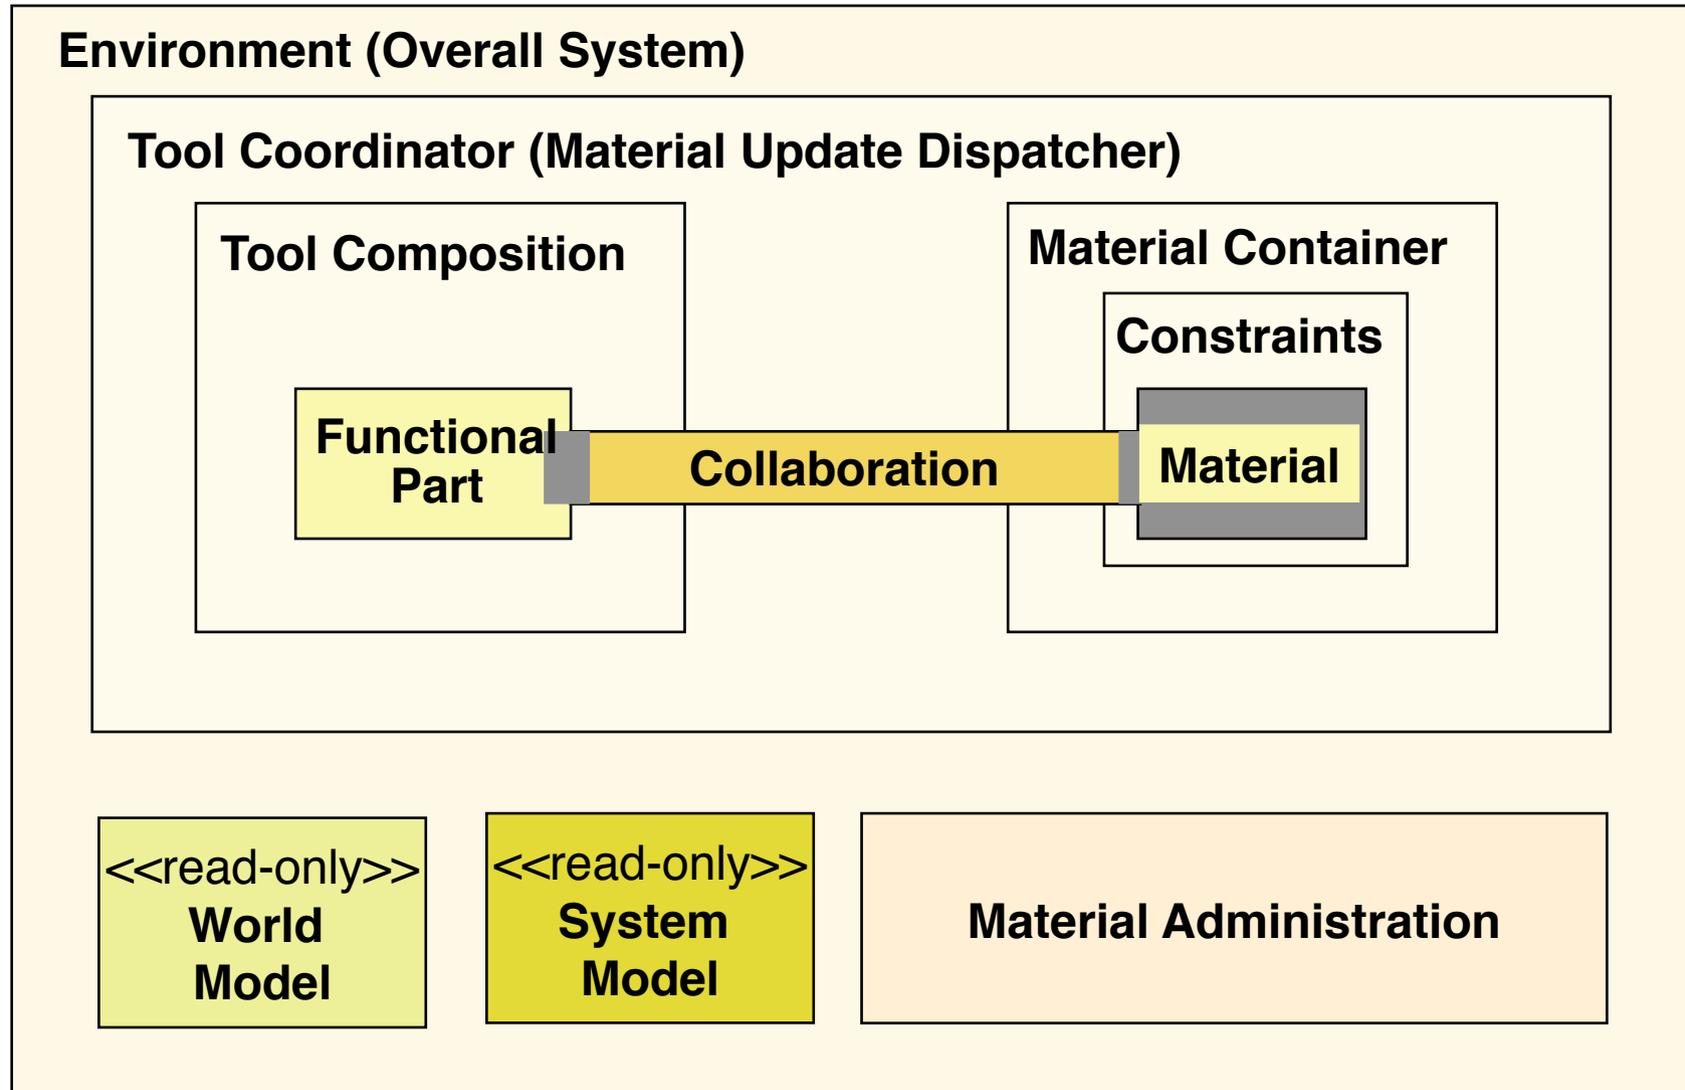 Environment (Overall System)
Tool Coordinator (Material Update Dispatcher)
Tool Composition
Material Container
Constraints
Functional
Part
Collaboration
Material
<<read-only>>
World
Model
<<read-only>>
System
Model
Material Administration